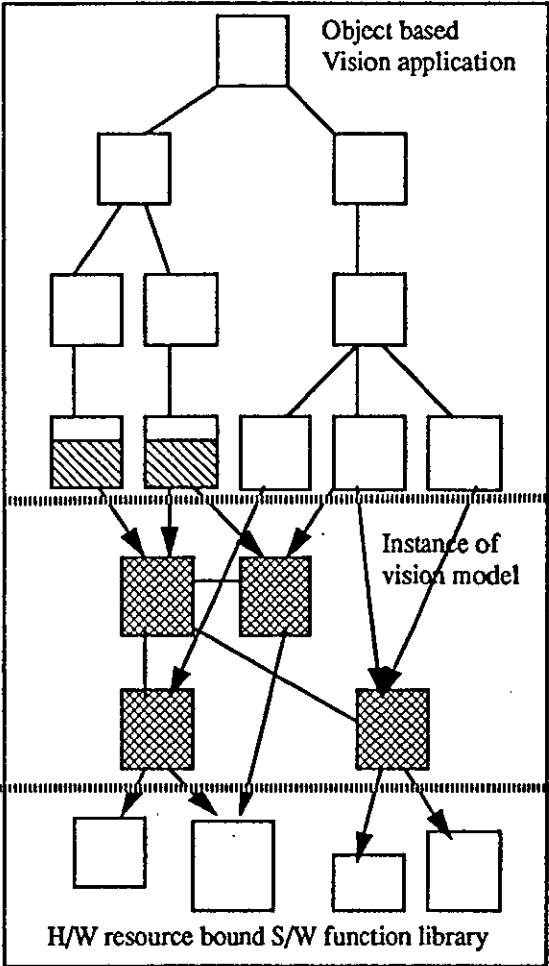 Object based
Vision application
Instance of
vision model
H/W resource bound S/W function library